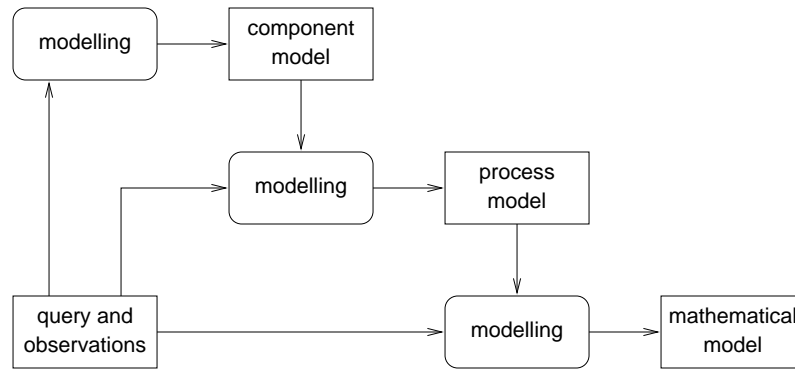 modelling
component
model
modelling
process
model
query and
observations
modelling
mathematical
model